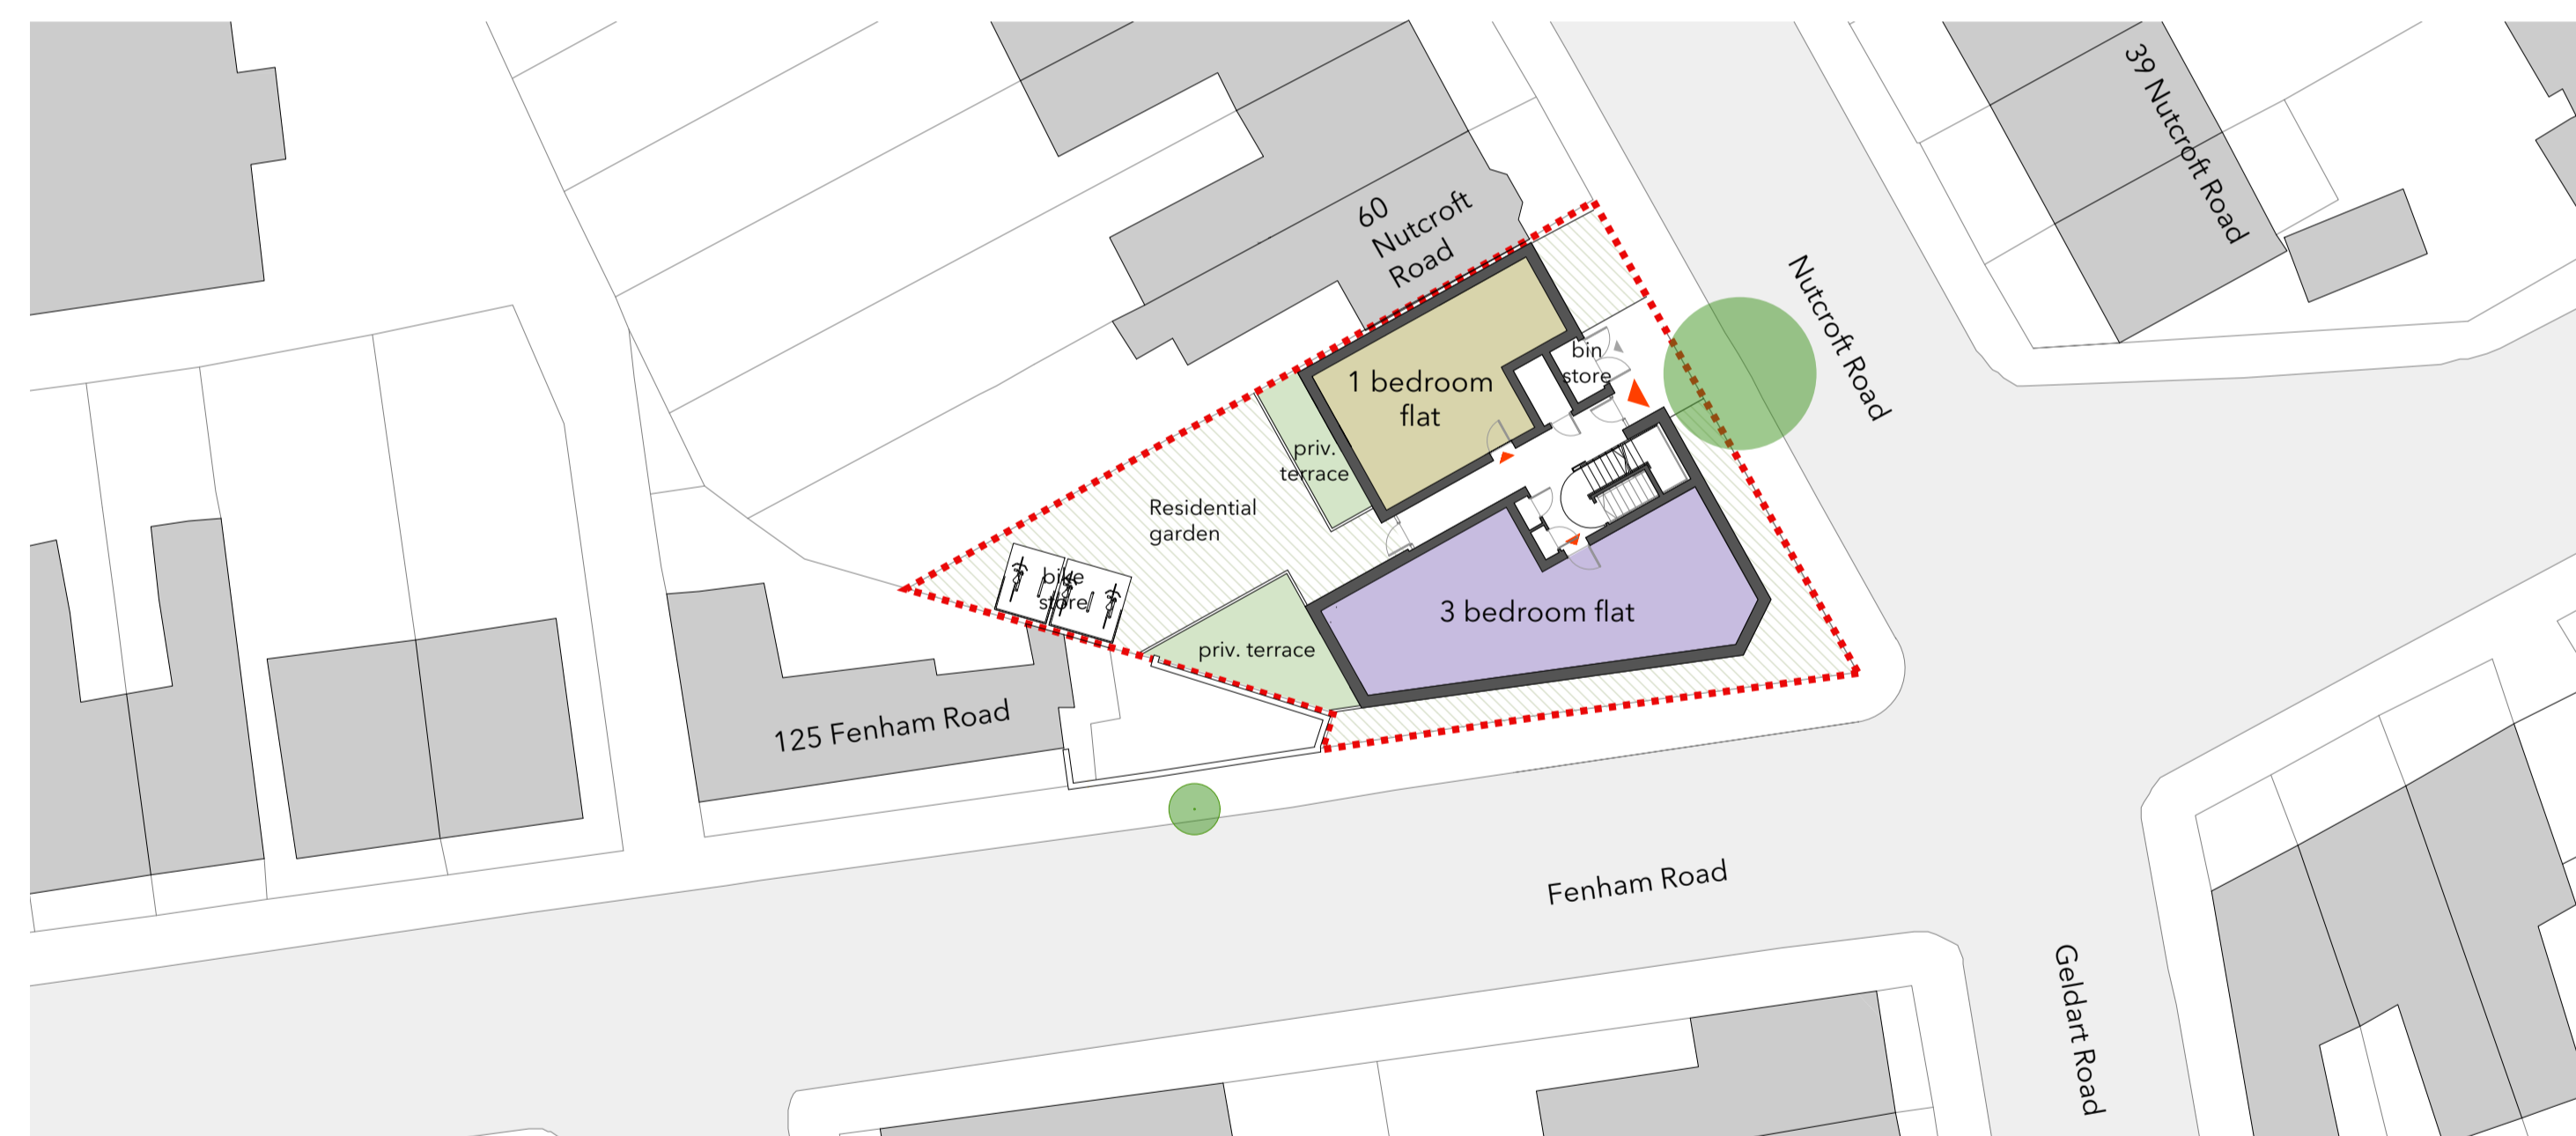 39 Nutcroft Road
60
Nutcroft
Road
Nutcroft Road
bin
store
1 bedroom
flat
priv.
terrace
Residential
garden
bike
store
3 bedroom flat
priv. terrace
125 Fenham Road
Fenham Road
Geldart Road